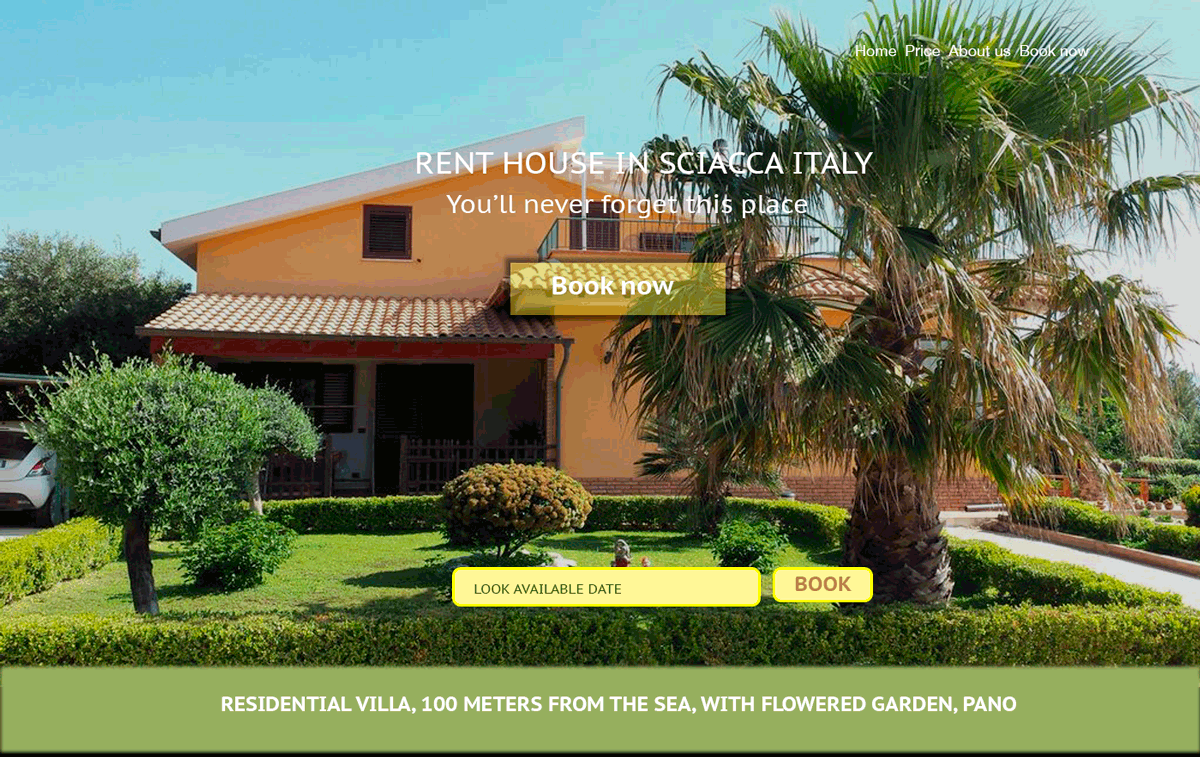 Home Price About us Book now
RENT HOUSE IN SCIACCA ITALY
You'll never forget this place
Book now
LOOK AVAILABLE DATE
BOOK
RESIDENTIAL VILLA, 100 METERS FROM THE SEA, WITH FLOWERED GARDEN, PANO